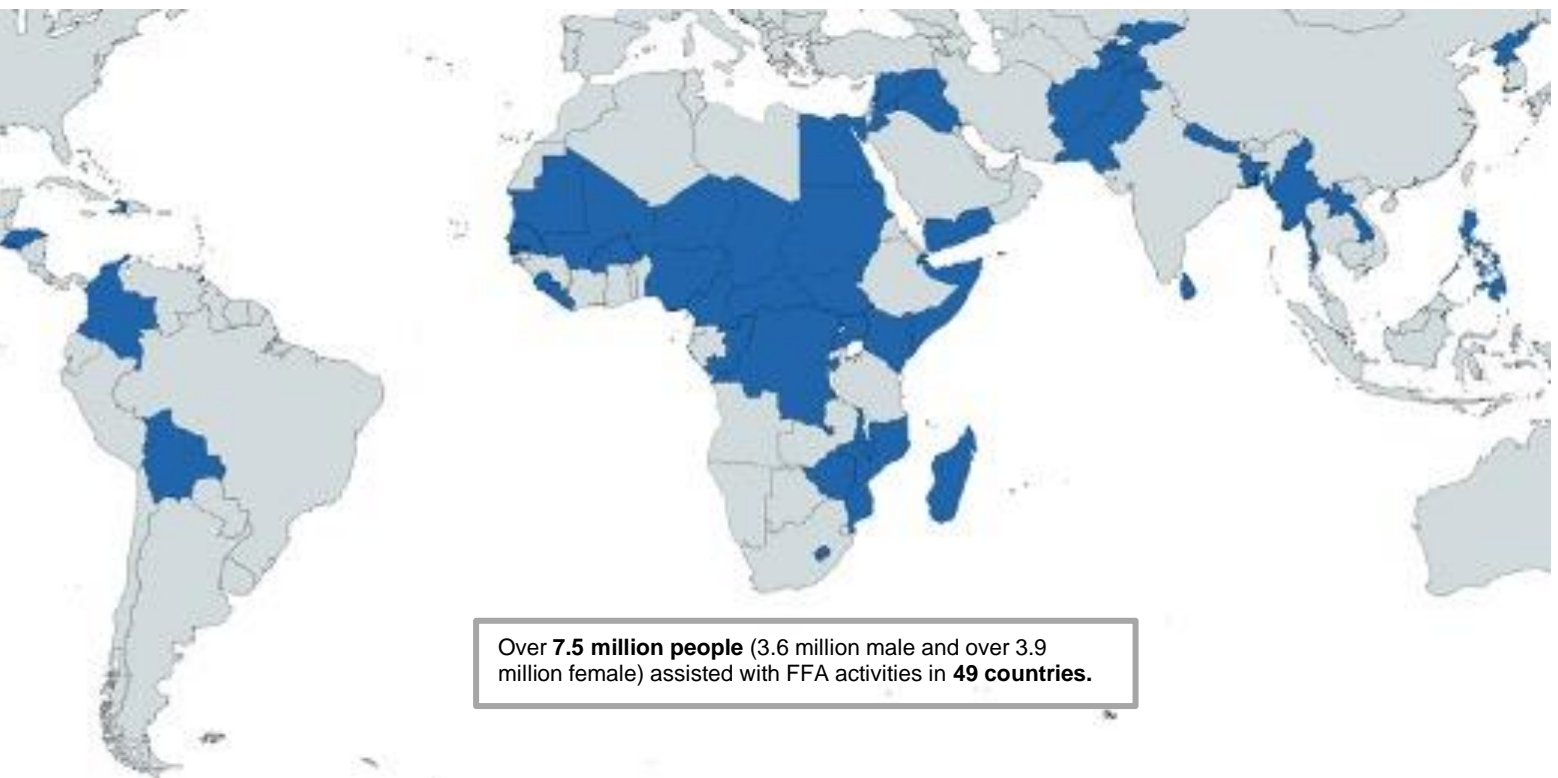 Over 7.5 million people (3.6 million male and over 3.9
million female) assisted with FFA activities in 49 countries.